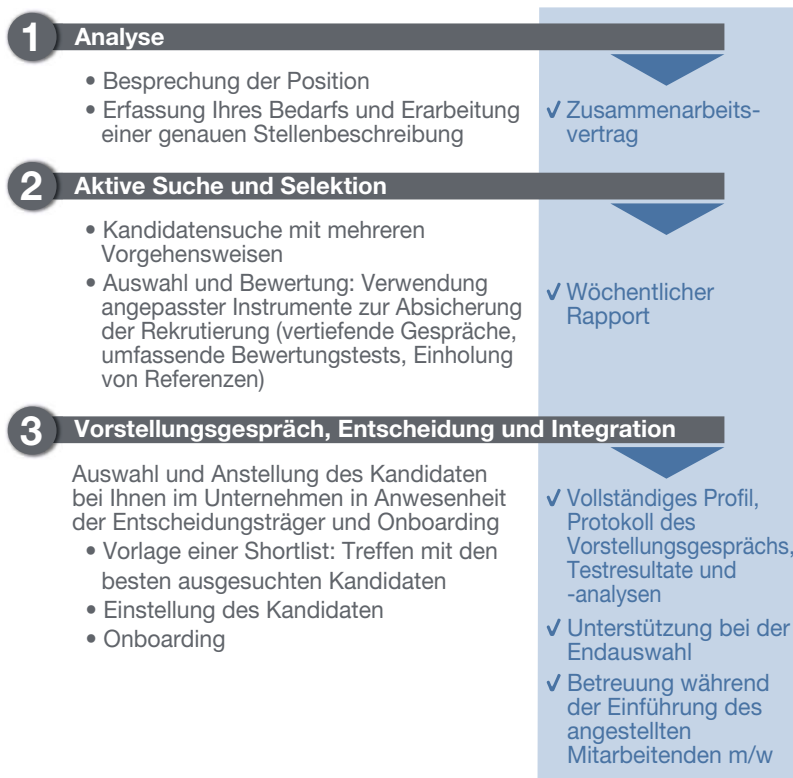 1 Analyse
• Besprechung der Position
• Erfassung Ihres Bedarfs und Erarbeitung
einer genauen Stellenbeschreibung
✓ Zusammenarbeits-
vertrag
2 Aktive Suche und Selektion
• Kandidatensuche mit mehreren
Vorgehensweisen
• Auswahl und Bewertung: Verwendung
angepasster Instrumente zur Absicherung
der Rekrutierung (vertiefende Gespräche,
umfassende Bewertungstests, Einholung
von Referenzen)
✓ Wöchentlicher
Rapport
3 Vorstellungsgespräch, Entscheidung und Integration
Auswahl und Anstellung des Kandidaten
bei Ihnen im Unternehmen in Anwesenheit
der Entscheidungsträger und Onboarding
• Vorlage einer Shortlist: Treffen mit den
besten ausgesuchten Kandidaten
• Einstellung des Kandidaten
• Onboarding
✓ Vollständiges Profil,
Protokoll des
Vorstellungsgesprächs,
Testresultate und
-analysen
✓ Unterstützung bei der
Endauswahl
✓ Betreuung während
der Einführung des
angestellten
Mitarbeitenden m/w